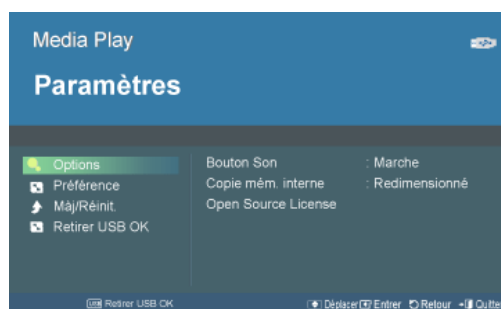 Media Play
Paramètres
Options
Bouton Son : Marche
Préférence
Copie mém. interne : Redimensionné
Màj/Réinit.
Open Source License
Retirer USB OK
USB Retirer USB OK Déplacer Entrer Retour Quitter